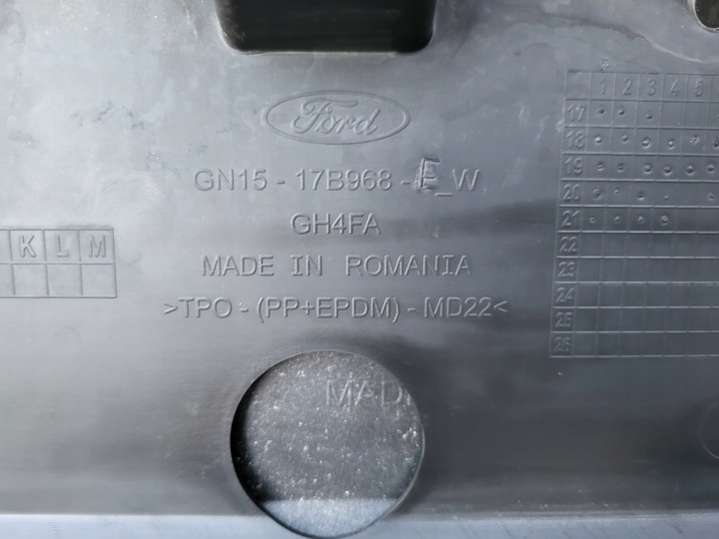 Ford
GN15 - 17B968 - E_W
GH4FA
MADE IN ROMANIA
>TPO - (PP+EPDM) - MD22<
MAD
K L M
1 2 3 4 5
17
18
19
20
21
22
23
24
25
26